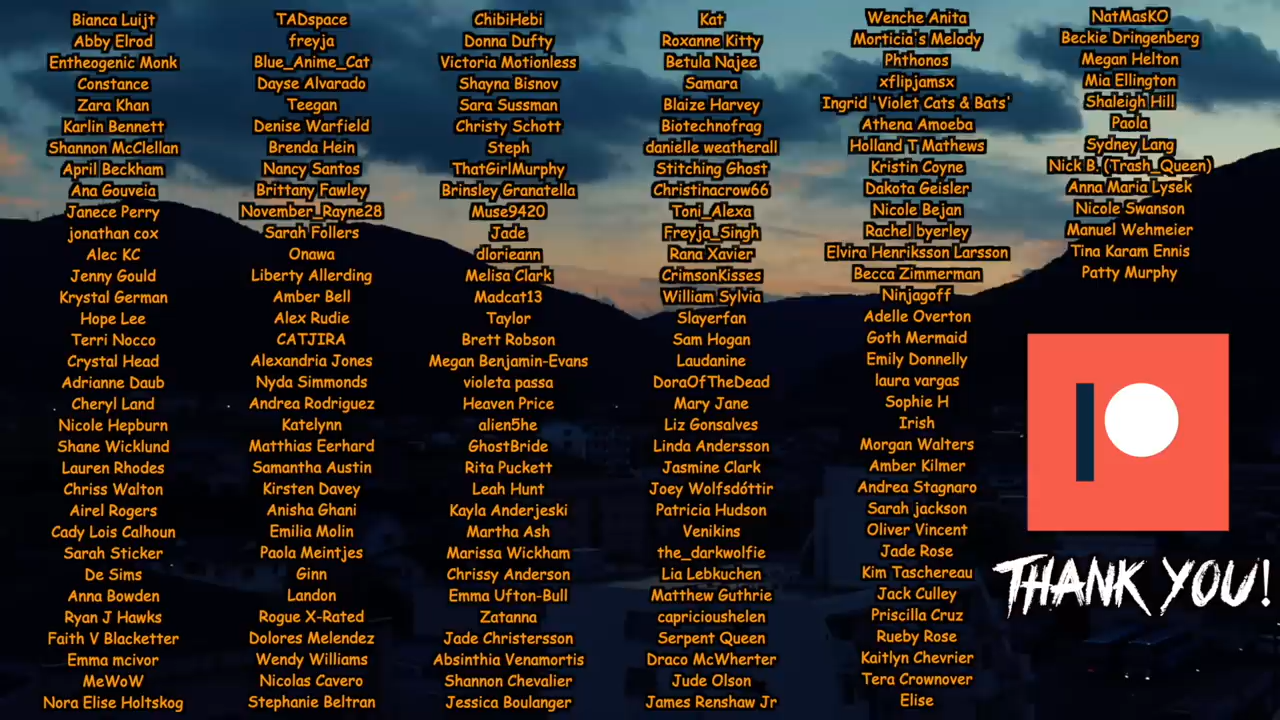 Bianca Luijt
Abby Elrod
Entheogenic Monk
Constance
Zara Khan
Karlin Bennett
Shannon McClellan
April Beckham
Ana Gouveia
Janece Perry
jonathan cox
Alec KC
Jenny Gould
Krystal German
Hope Lee
Terri Nocco
Crystal Head
Adrianne Daub
Cheryl Land
Nicole Hepburn
Shane Wicklund
Lauren Rhodes
Chriss Walton
Airel Rogers
Cady Lois Calhoun
Sarah Sticker
De Sims
Anna Bowden
Ryan J Hawks
Faith V Blacketter
Emma mcivor
MeWoW
Nora Elise Holtskog
TADspace
freyja
Blue_Anime_Cat
Dayse Alvarado
Teegan
Denise Warfield
Brenda Hein
Nancy Santos
Brittany Fawley
November_Rayne28
Sarah Follers
Onawa
Liberty Allerding
Amber Bell
Alex Rudie
CATJIRA
Alexandria Jones
Nyda Simmonds
Andrea Rodriguez
Katelynn
Matthias Eerhard
Samantha Austin
Kirsten Davey
Anisha Ghani
Emilia Molin
Paola Meintjes
Ginn
Landon
Rogue X-Rated
Dolores Melendez
Wendy Williams
Nicolas Cavero
Stephanie Beltran
ChibiHebi
Donna Dufty
Victoria Motionless
Shayna Bisnov
Sara Sussman
Christy Schott
Steph
ThatGirlMurphy
Brinsley Granatella
Muse9420
Jade
dlorieann
Melisa Clark
Madcat13
Taylor
Brett Robson
Megan Benjamin-Evans
violeta passa
Heaven Price
alien5he
GhostBride
Rita Puckett
Leah Hunt
Kayla Anderjeski
Martha Ash
Marissa Wickham
Chrissy Anderson
Emma Ufton-Bull
Zatanna
Jade Christersson
Absinthia Venamortis
Shannon Chevalier
Jessica Boulanger
Kat
Roxanne Kitty
Betula Najee
Samara
Blaize Harvey
Biotechnofrag
danielle weatherall
Stitching Ghost
Christinacrow66
Toni_Alexa
Freyja_Singh
Rana Xavier
CrimsonKisses
William Sylvia
Slayerfan
Sam Hogan
Laudanine
DoraOfTheDead
Mary Jane
Liz Gonsalves
Linda Andersson
Jasmine Clark
Joey Wolfsdóttir
Patricia Hudson
Venikins
the_darkwolfie
Lia Lebkuchen
Matthew Guthrie
capricioushelen
Serpent Queen
Draco McWherter
Jude Olson
James Renshaw Jr
Wenche Anita
Morticia's Melody
Phthonos
xflipjamsx
Ingrid 'Violet Cats & Bats'
Athena Amoeba
Holland T Mathews
Kristin Coyne
Dakota Geisler
Nicole Bejan
Rachel byerley
Elvira Henriksson Larsson
Becca Zimmerman
Ninjagoff
Adelle Overton
Goth Mermaid
Emily Donnelly
laura vargas
Sophie H
Irish
Morgan Walters
Amber Kilmer
Andrea Stagnaro
Sarah jackson
Oliver Vincent
Jade Rose
Kim Taschereau
Jack Culley
Priscilla Cruz
Rueby Rose
Kaitlyn Chevrier
Tera Crownover
Elise
NatMasKO
Beckie Dringenberg
Megan Helton
Mia Ellington
Shaleigh Hill
Paola
Sydney Lang
Nick B. (Trash_Queen)
Anna Maria Lysek
Nicole Swanson
Manuel Wehmeier
Tina Karam Ennis
Patty Murphy
THANK YOU!